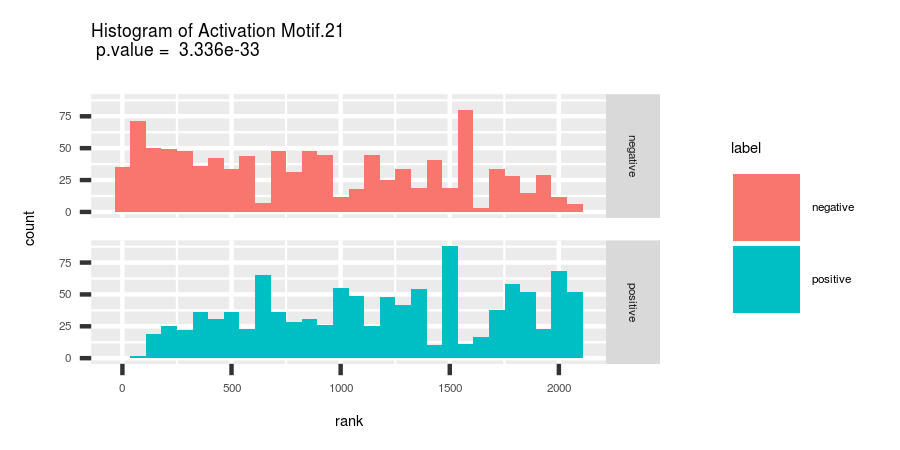 Histogram of Activation Motif.21
p.value = 3.336e-33
count
75
50
25
0
negative
75
50
25
0
positive
0 500 1000 1500 2000
rank
label
negative
positive